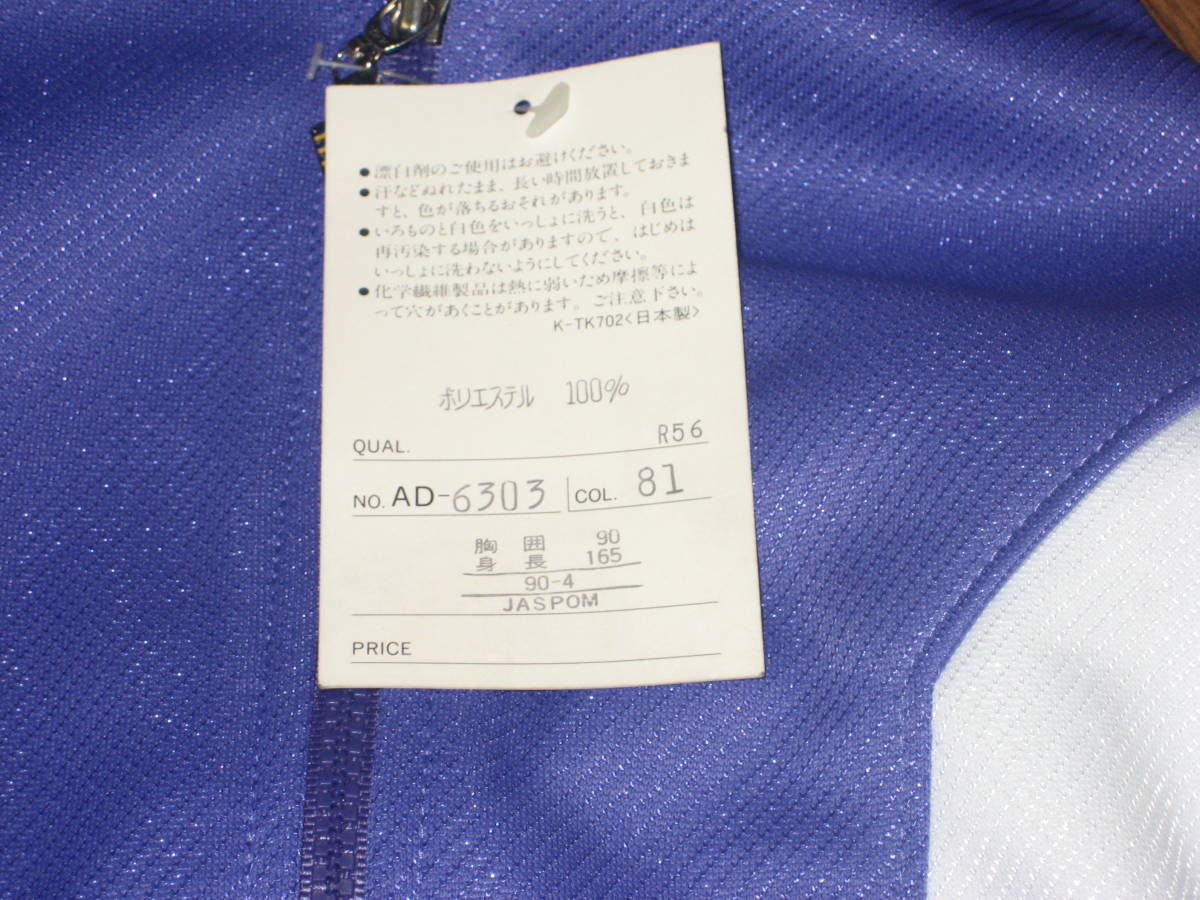 ●漂白剤のご使用はお避けください。
●汗などぬれたまま、長い時間放置しておきま
すと、色が落ちるおそれがあります。
●いろものと白色をいっしょに洗うと、白色は
再汚染する場合がありますので、はじめは
いっしょに洗わないようにしてください。
●化学繊維製品は熱に弱いため摩擦等によ
って穴があくことがあります。ご注意下さい。
K-TK702〈日本製〉
ポリエステル 100%
QUAL. R56
NO. AD-6303 COL. 81
胸囲 90
身長 165
90-4
JASPOM
PRICE